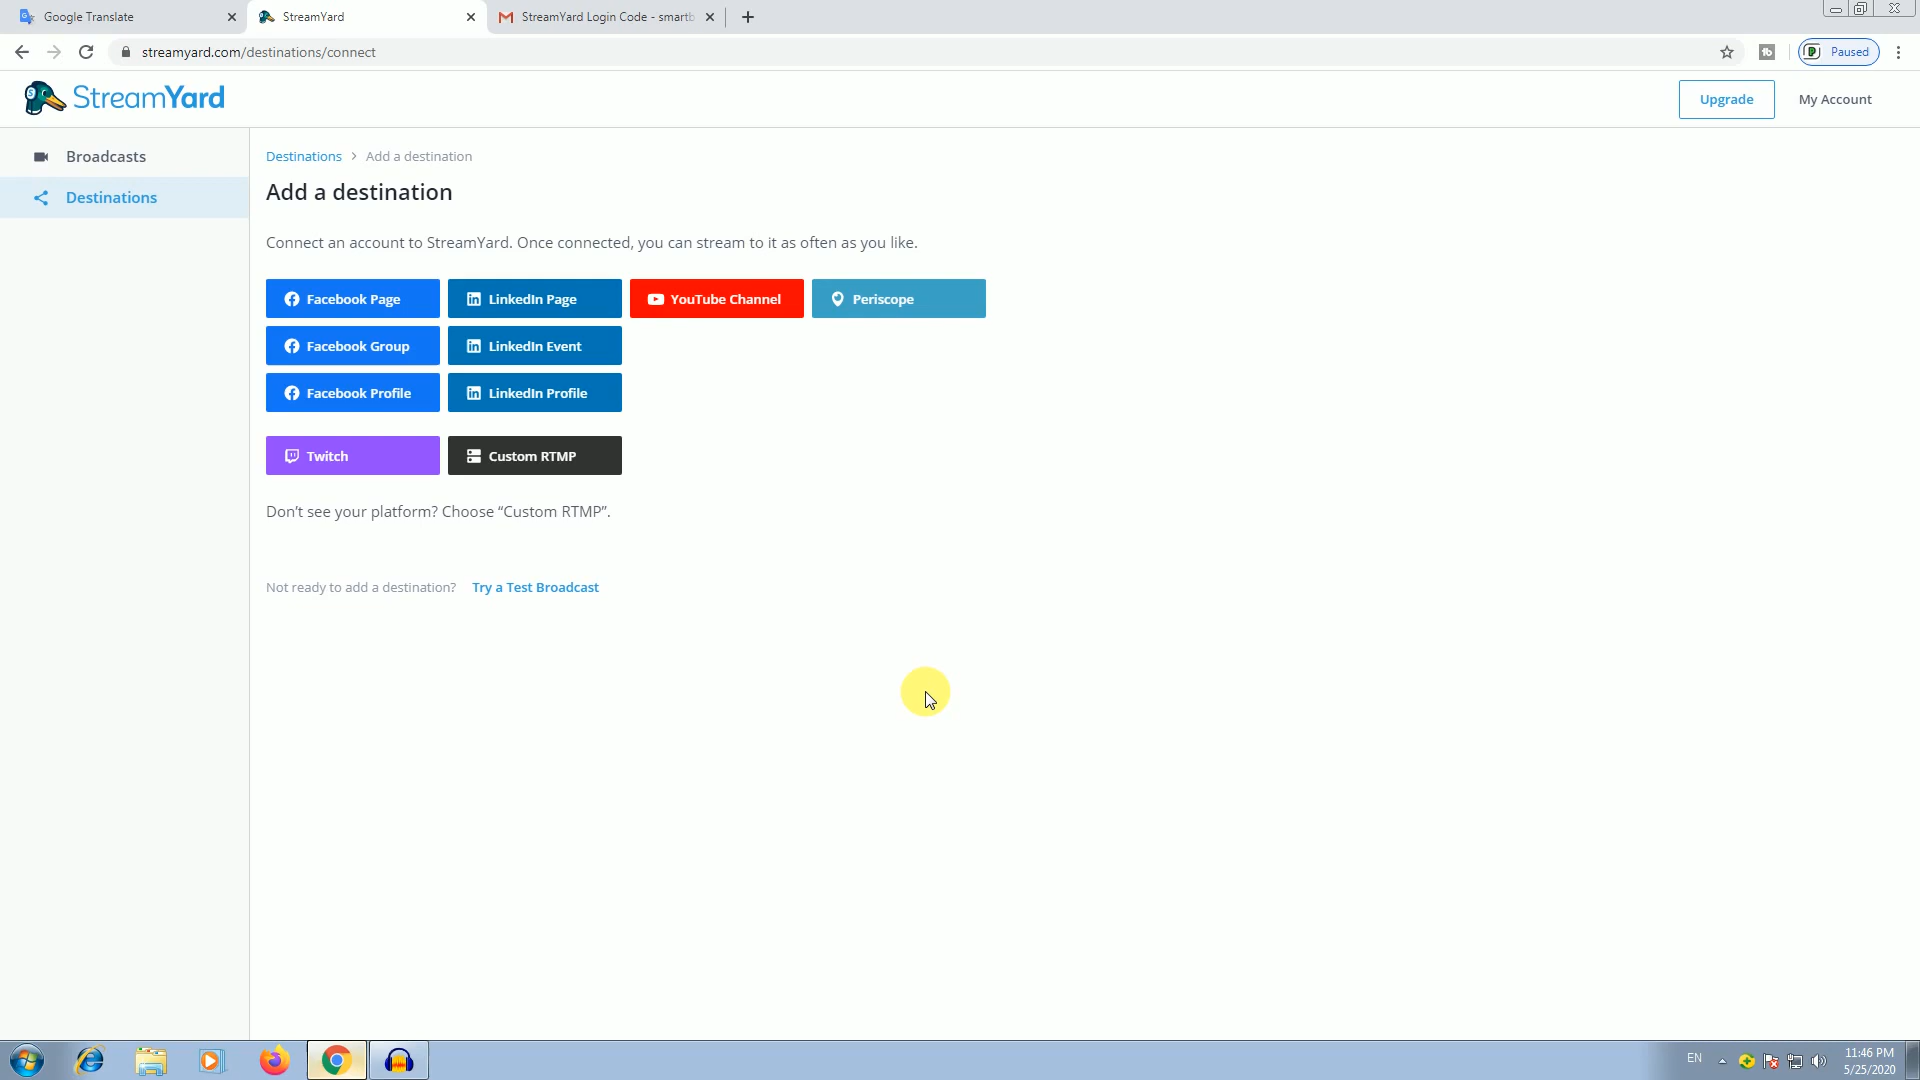 Google Translate
StreamYard
StreamYard Login Code - smartb
streamyard.com/destinations/connect
Paused
StreamYard
Upgrade
My Account
Broadcasts
Destinations
Destinations > Add a destination
Add a destination
Connect an account to StreamYard. Once connected, you can stream to it as often as you like.
Facebook Page
LinkedIn Page
YouTube Channel
Periscope
Facebook Group
LinkedIn Event
Facebook Profile
LinkedIn Profile
Twitch
Custom RTMP
Don't see your platform? Choose “Custom RTMP”.
Not ready to add a destination? Try a Test Broadcast
EN
11:46 PM
5/25/2020